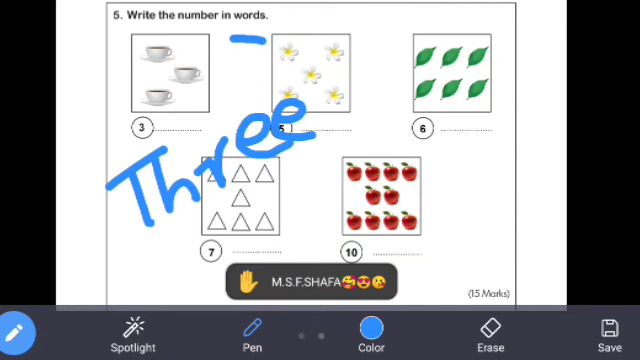 5. Write the number in words.
3 ............... 5 6 ...............
Three
7 ............... 10 ...............
M.S.F.SHAFA🥰😍😘
(15 Marks)
Spotlight Pen Color Erase Save